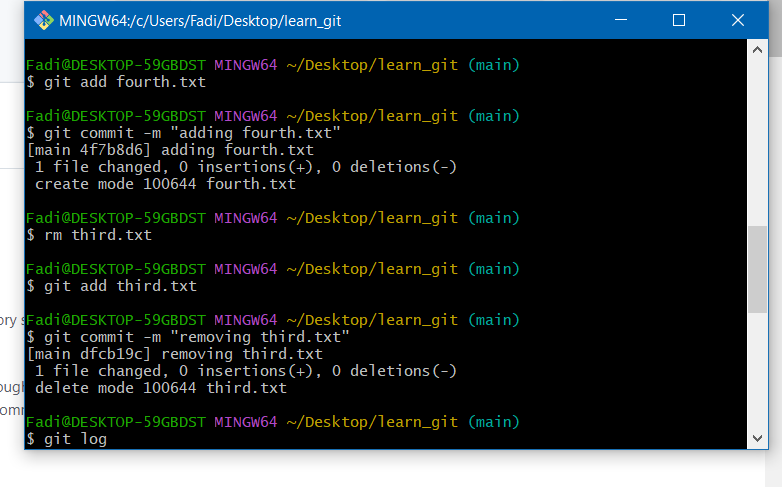 MINGW64:/c/Users/Fadi/Desktop/learn_git
Fadi@DESKTOP-59GBDST MINGW64 ~/Desktop/learn_git (main)
$ git add fourth.txt
Fadi@DESKTOP-59GBDST MINGW64 ~/Desktop/learn_git (main)
$ git commit -m "adding fourth.txt"
[main 4f7b8d6] adding fourth.txt
 1 file changed, 0 insertions(+), 0 deletions(-)
 create mode 100644 fourth.txt
Fadi@DESKTOP-59GBDST MINGW64 ~/Desktop/learn_git (main)
$ rm third.txt
Fadi@DESKTOP-59GBDST MINGW64 ~/Desktop/learn_git (main)
$ git add third.txt
Fadi@DESKTOP-59GBDST MINGW64 ~/Desktop/learn_git (main)
$ git commit -m "removing third.txt"
[main dfcb19c] removing third.txt
 1 file changed, 0 insertions(+), 0 deletions(-)
 delete mode 100644 third.txt
Fadi@DESKTOP-59GBDST MINGW64 ~/Desktop/learn_git (main)
$ git log